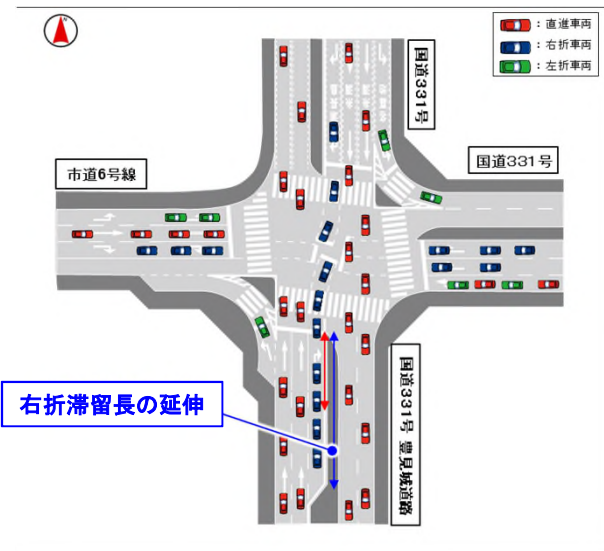 ：直進車両
：右折車両
：左折車両
国道331号
市道6号線
国道331号
右折滞留長の延伸
国道331号 豊見城道路